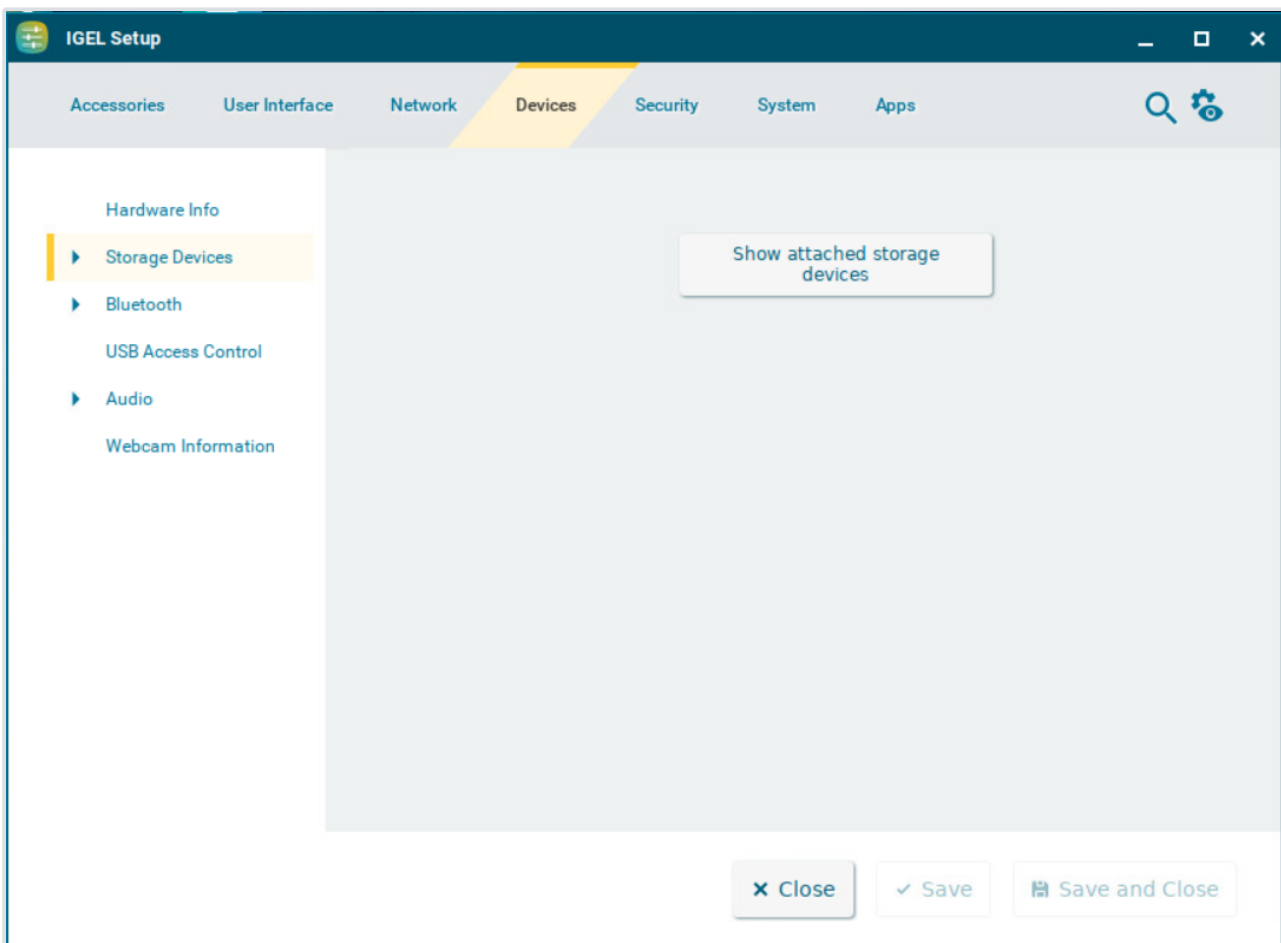 IGEL Setup
Accessories User Interface Network Devices Security System Apps
Hardware Info
Storage Devices
Bluetooth
USB Access Control
Audio
Webcam Information
Show attached storage
devices
Close Save Save and Close